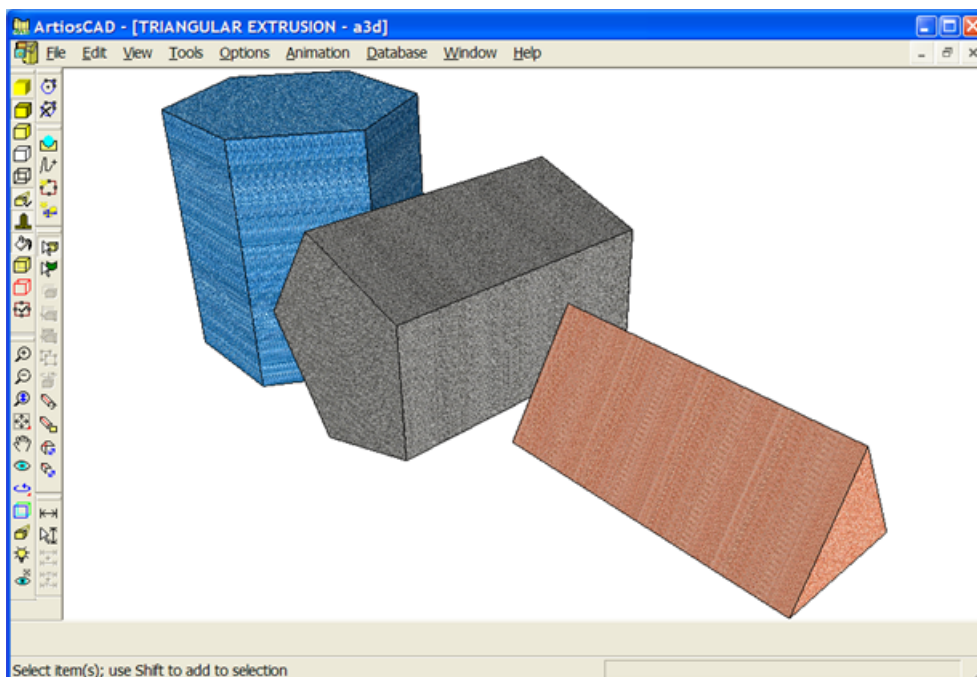 ArtiosCAD - [TRIANGULAR EXTRUSION - a3d]
File Edit View Tools Options Animation Database Window Help
Select item(s); use Shift to add to selection